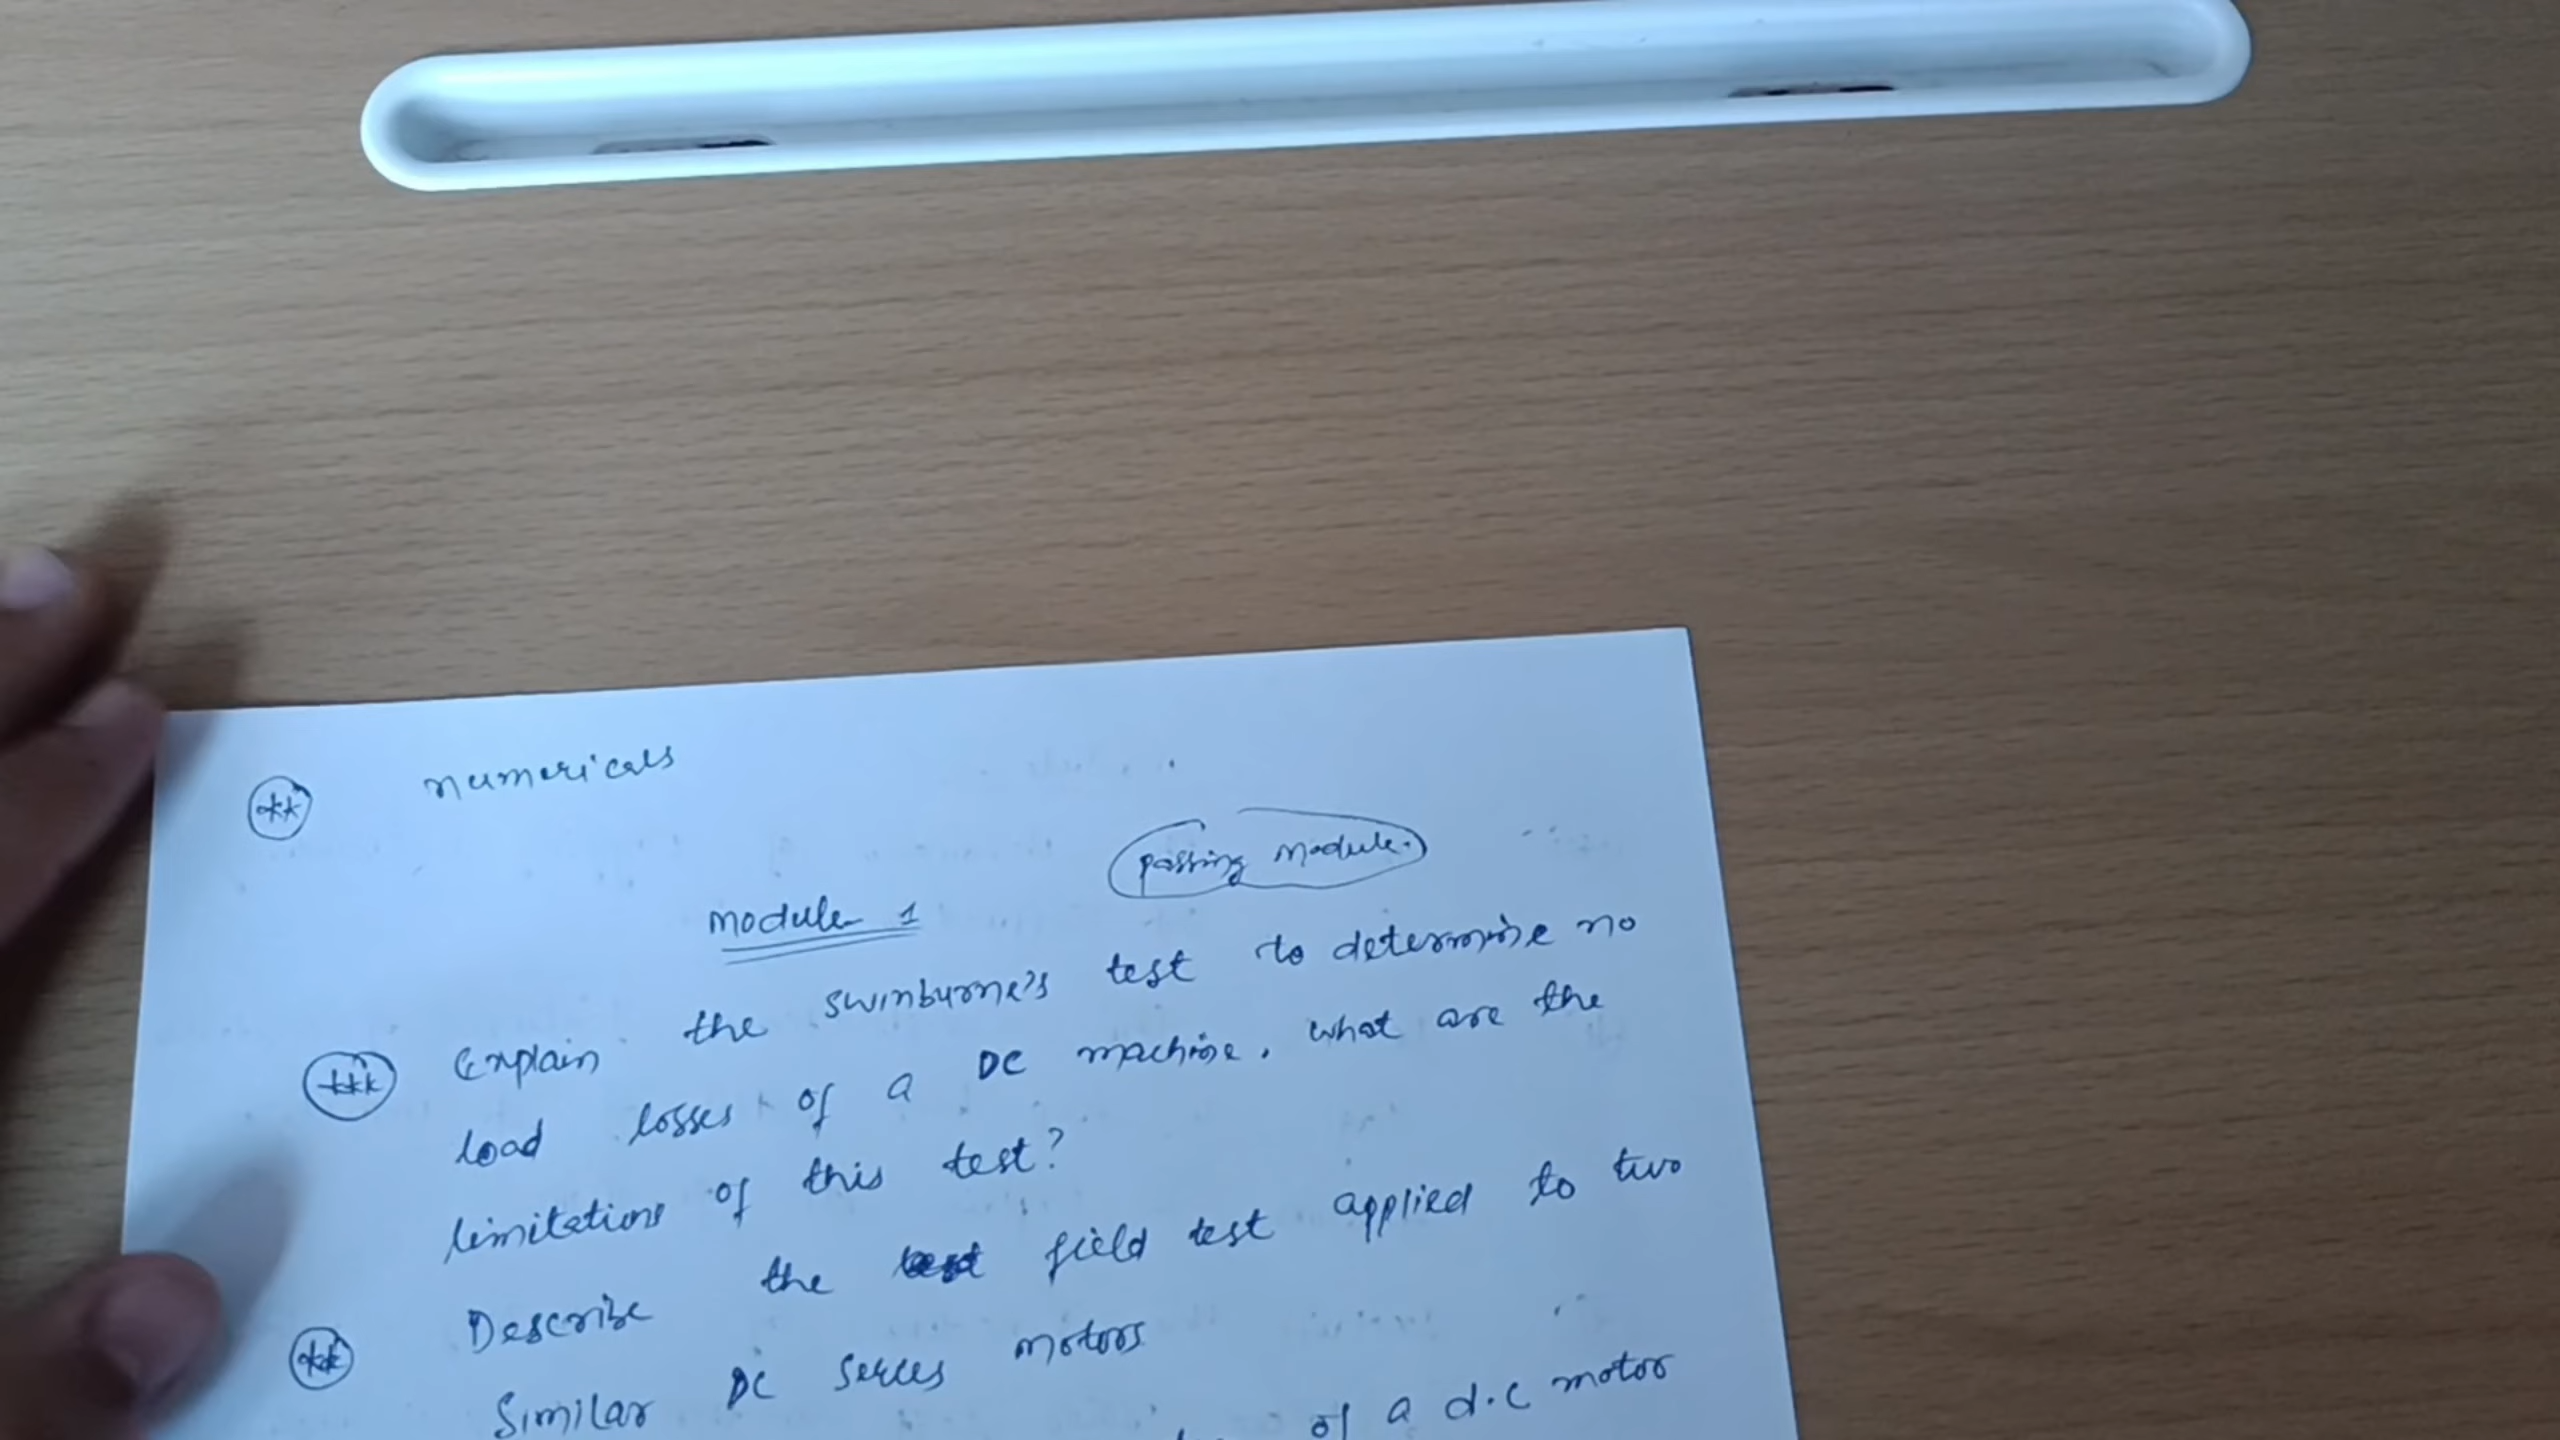 ** numericals
passing module.
module 1
*** Explain the swinburne's test to determine no
load losses of a DC machine. what are the
limitations of this test?
** Describe the field test applied to two
Similar DC series motors
of a d.c motor